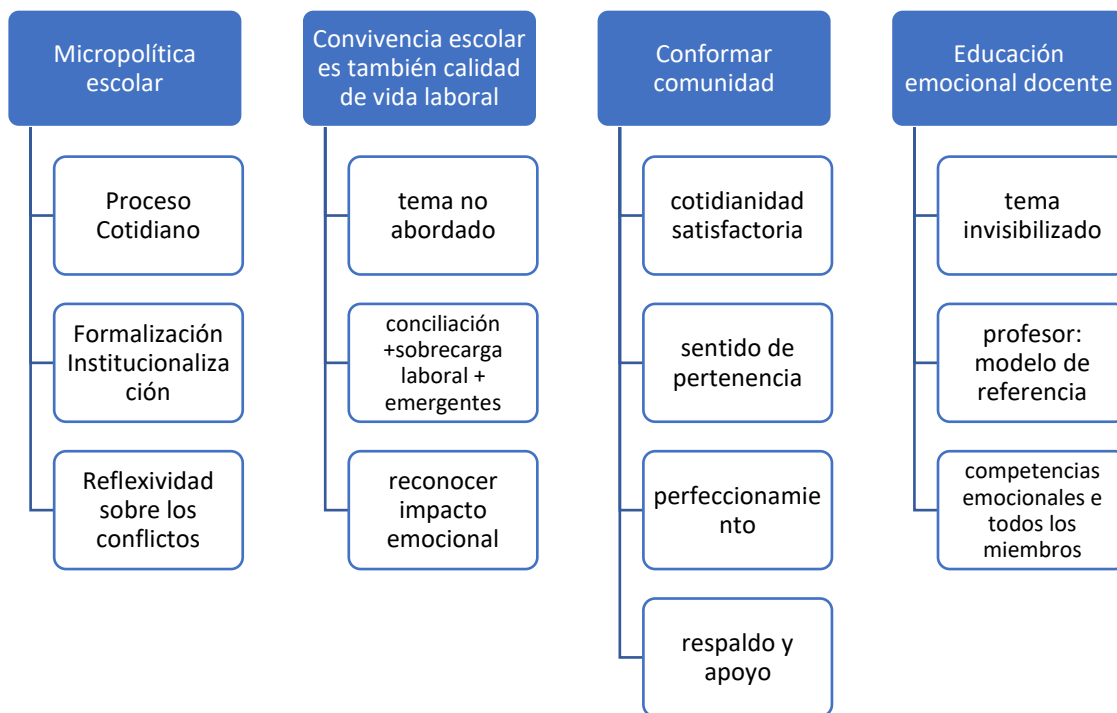 Micropolítica
escolar
Proceso
Cotidiano
Formalización
Institucionaliza
ción
Reflexividad
sobre los
conflictos
Convivencia escolar
es también calidad
de vida laboral
tema no
abordado
conciliación
+sobrecarga
laboral +
emergentes
reconocer
impacto
emocional
Conformar
comunidad
cotidianidad
satisfactoria
sentido de
pertenencia
perfeccionamie
nto
respaldo y
apoyo
Educación
emocional docente
tema
invisibilizado
profesor:
modelo de
referencia
competencias
emocionales e
todos los
miembros